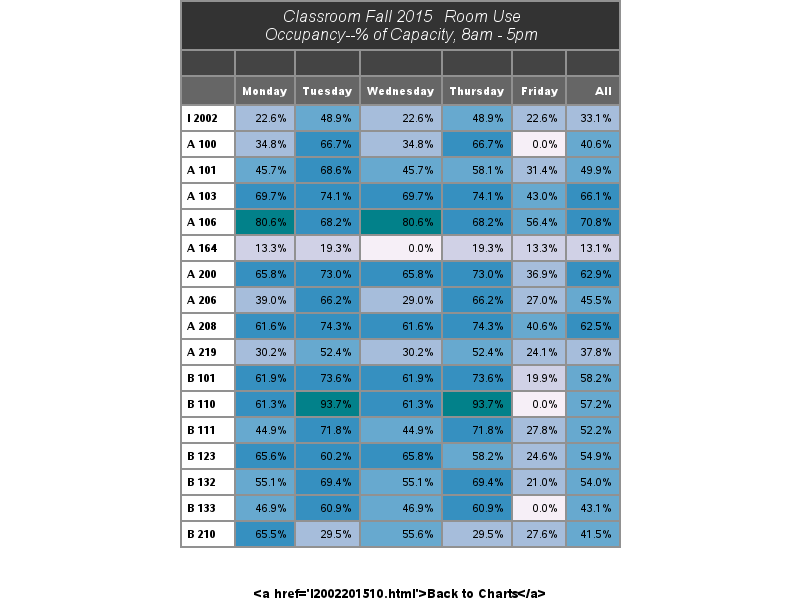 Classroom Fall 2015 Room Use
Occupancy--% of Capacity, 8am - 5pm
Monday Tuesday Wednesday Thursday Friday All
I 2002 22.6% 48.9% 22.6% 48.9% 22.6% 33.1%
A 100 34.8% 66.7% 34.8% 66.7% 0.0% 40.6%
A 101 45.7% 68.6% 45.7% 58.1% 31.4% 49.9%
A 103 69.7% 74.1% 69.7% 74.1% 43.0% 66.1%
A 106 80.6% 68.2% 80.6% 68.2% 56.4% 70.8%
A 164 13.3% 19.3% 0.0% 19.3% 13.3% 13.1%
A 200 65.8% 73.0% 65.8% 73.0% 36.9% 62.9%
A 206 39.0% 66.2% 29.0% 66.2% 27.0% 45.5%
A 208 61.6% 74.3% 61.6% 74.3% 40.6% 62.5%
A 219 30.2% 52.4% 30.2% 52.4% 24.1% 37.8%
B 101 61.9% 73.6% 61.9% 73.6% 19.9% 58.2%
B 110 61.3% 93.7% 61.3% 93.7% 0.0% 57.2%
B 111 44.9% 71.8% 44.9% 71.8% 27.8% 52.2%
B 123 65.6% 60.2% 65.8% 58.2% 24.6% 54.9%
B 132 55.1% 69.4% 55.1% 69.4% 21.0% 54.0%
B 133 46.9% 60.9% 46.9% 60.9% 0.0% 43.1%
B 210 65.5% 29.5% 55.6% 29.5% 27.6% 41.5%
<a href='I2002201510.html'>Back to Charts</a>